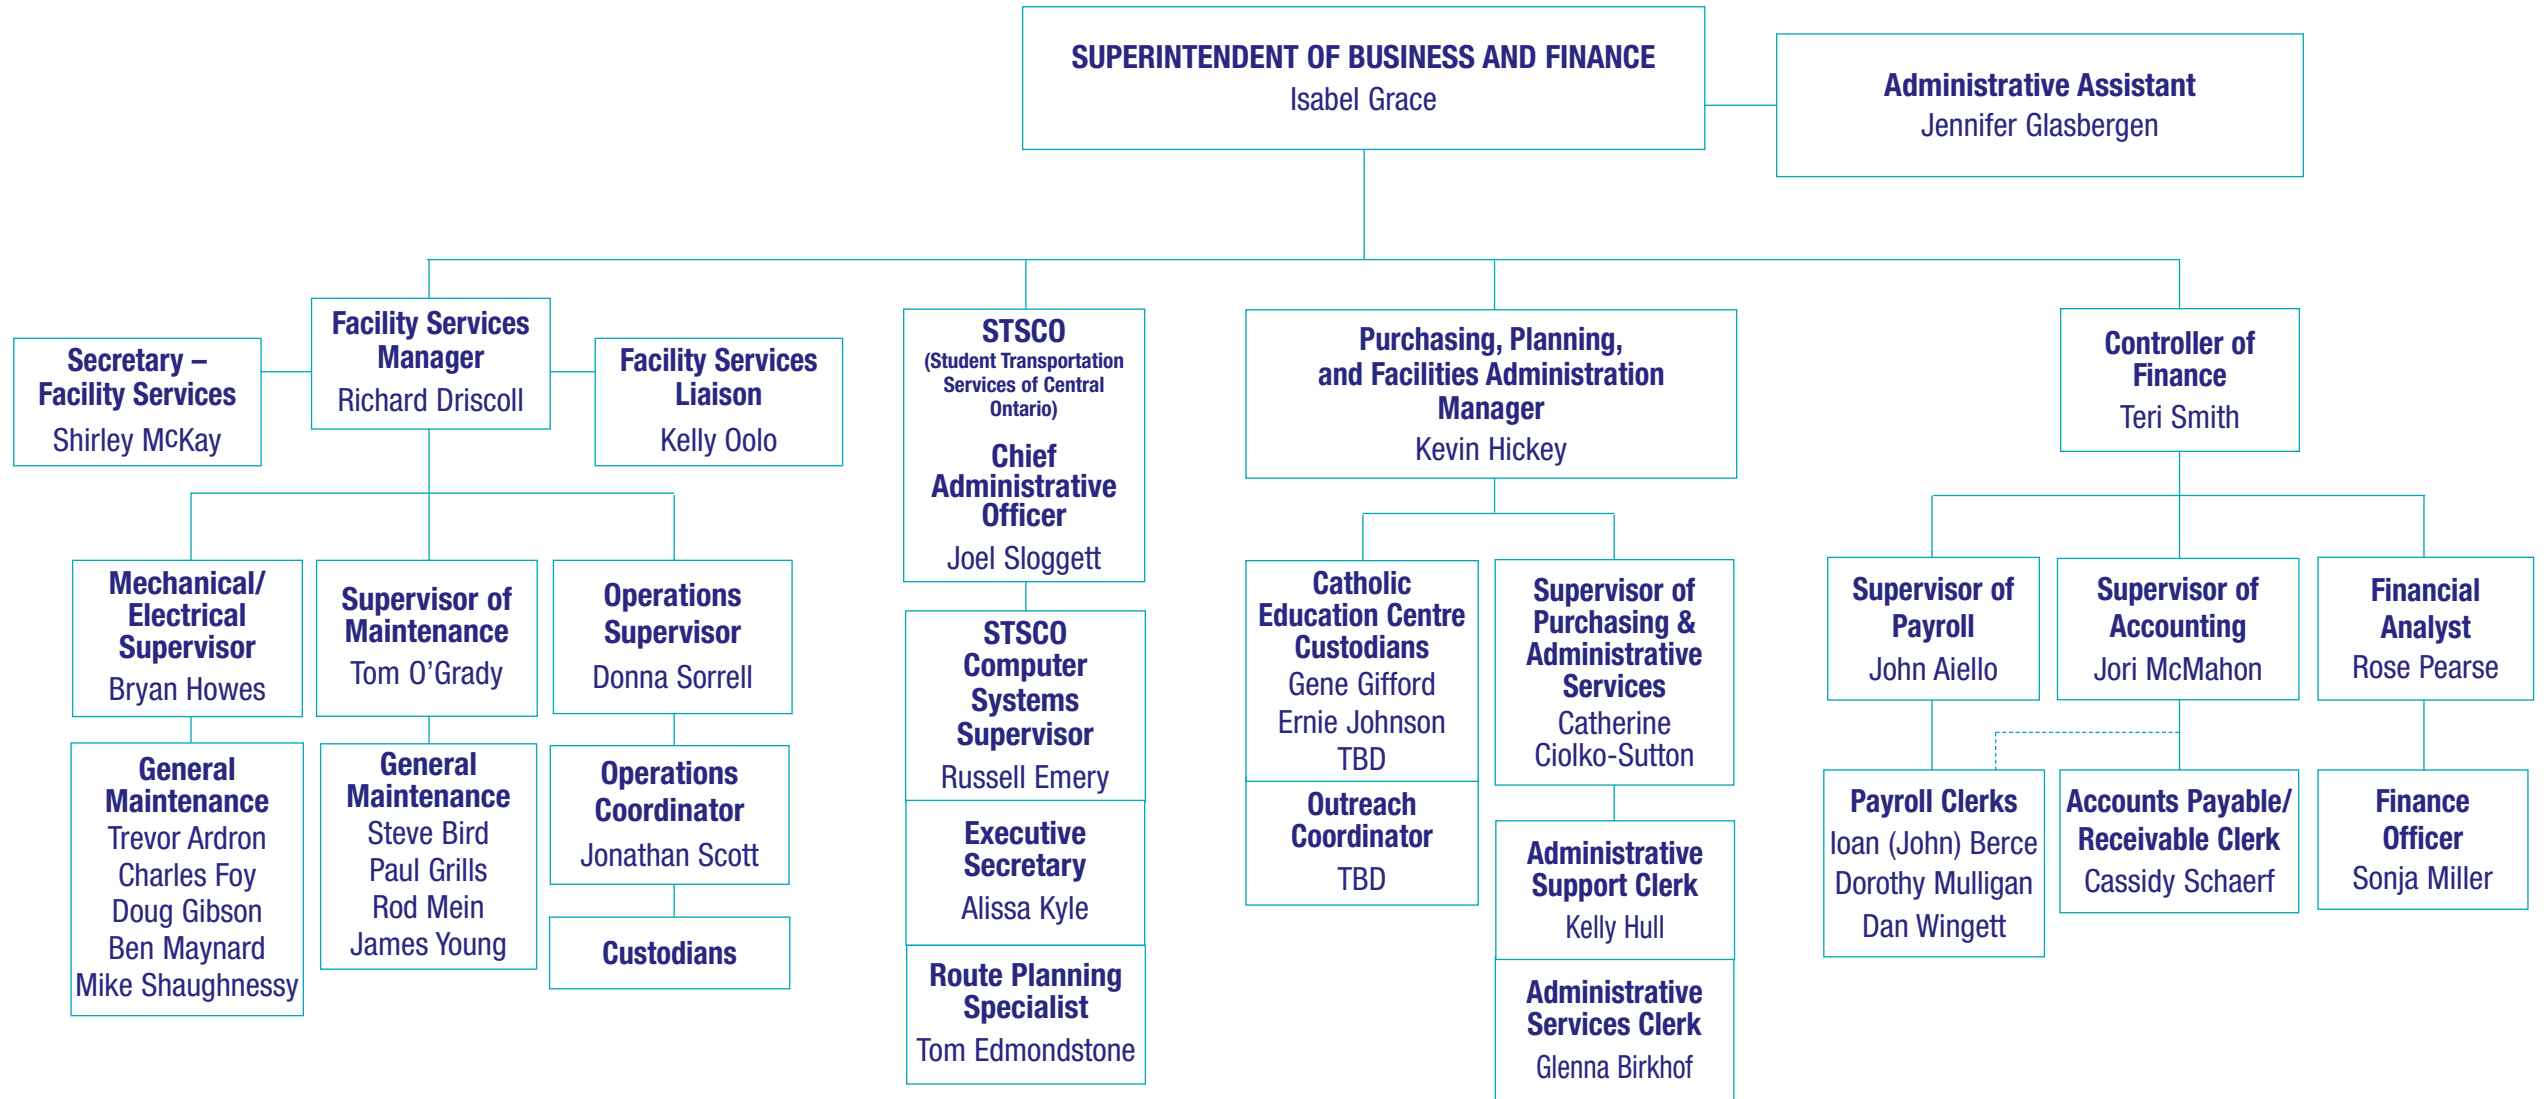 SUPERINTENDENT OF BUSINESS AND FINANCE
Isabel Grace
Administrative Assistant
Jennifer Glasbergen
Secretary –
Facility Services
Shirley McKay
Facility Services
Manager
Richard Driscoll
Facility Services
Liaison
Kelly Oolo
Mechanical/
Electrical
Supervisor
Bryan Howes
General
Maintenance
Trevor Ardron
Charles Foy
Doug Gibson
Ben Maynard
Mike Shaughnessy
Supervisor of
Maintenance
Tom O’Grady
General
Maintenance
Steve Bird
Paul Grills
Rod Mein
James Young
Operations
Supervisor
Donna Sorrell
Operations
Coordinator
Jonathan Scott
Custodians
STSCO
(Student Transportation
Services of Central
Ontario)
Chief
Administrative
Officer
Joel Sloggett
STSCO
Computer
Systems
Supervisor
Russell Emery
Executive
Secretary
Alissa Kyle
Route Planning
Specialist
Tom Edmondstone
Purchasing, Planning,
and Facilities Administration
Manager
Kevin Hickey
Catholic
Education Centre
Custodians
Gene Gifford
Ernie Johnson
TBD
Outreach
Coordinator
TBD
Supervisor of
Purchasing &
Administrative
Services
Catherine
Ciolko-Sutton
Administrative
Support Clerk
Kelly Hull
Administrative
Services Clerk
Glenna Birkhof
Controller of
Finance
Teri Smith
Supervisor of
Payroll
John Aiello
Payroll Clerks
Ioan (John) Berce
Dorothy Mulligan
Dan Wingett
Supervisor of
Accounting
Jori McMahon
Accounts Payable/
Receivable Clerk
Cassidy Schaerf
Financial
Analyst
Rose Pearse
Finance
Officer
Sonja Miller